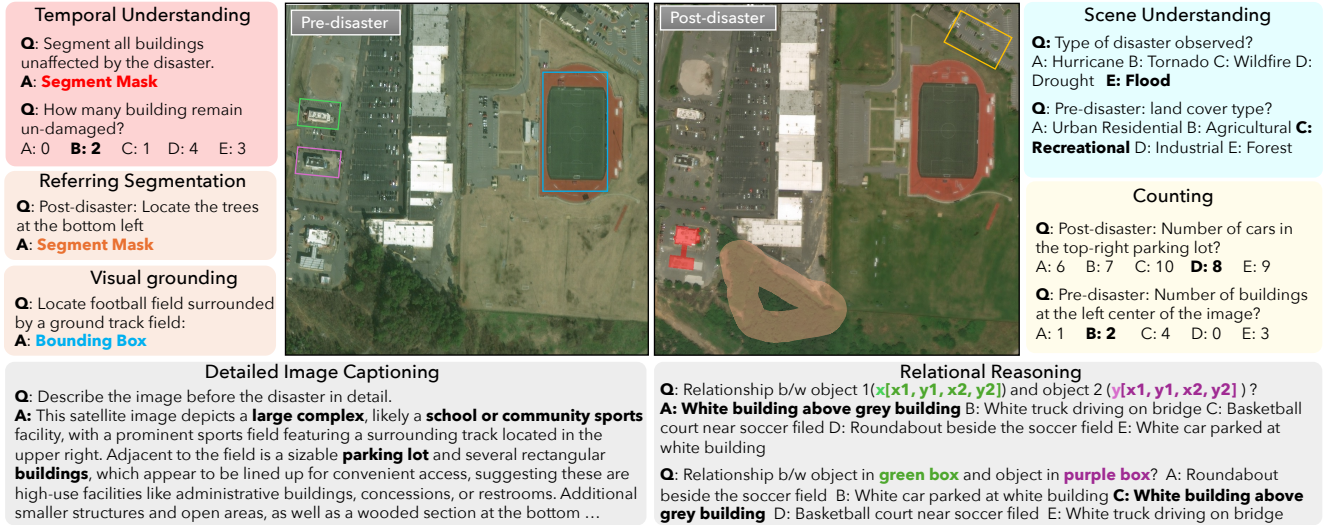 Temporal Understanding
Q: Segment all buildings
unaffected by the disaster.
A: Segment Mask
Q: How many building remain
un-damaged?
A: 0 B: 2 C: 1 D: 4 E: 3
Referring Segmentation
Q: Post-disaster: Locate the trees
at the bottom left
A: Segment Mask
Visual grounding
Q: Locate football field surrounded
by a ground track field:
A: Bounding Box
Pre-disaster
Post-disaster
Scene Understanding
Q: Type of disaster observed?
A: Hurricane B: Tornado C: Wildfire D:
Drought E: Flood
Q: Pre-disaster: land cover type?
A: Urban Residential B: Agricultural C:
Recreational D: Industrial E: Forest
Counting
Q: Post-disaster: Number of cars in
the top-right parking lot?
A: 6 B: 7 C: 10 D: 8 E: 9
Q: Pre-disaster: Number of buildings
at the left center of the image?
A: 1 B: 2 C: 4 D: 0 E: 3
Detailed Image Captioning
Q: Describe the image before the disaster in detail.
A: This satellite image depicts a large complex, likely a school or community sports
facility, with a prominent sports field featuring a surrounding track located in the
upper right. Adjacent to the field is a sizable parking lot and several rectangular
buildings, which appear to be lined up for convenient access, suggesting these are
high-use facilities like administrative buildings, concessions, or restrooms. Additional
smaller structures and open areas, as well as a wooded section at the bottom ...
Relational Reasoning
Q: Relationship b/w object 1(x[x1, y1, x2, y2]) and object 2 (y[x1, y1, x2, y2] ) ?
A: White building above grey building B: White truck driving on bridge C: Basketball
court near soccer filed D: Roundabout beside the soccer field E: White car parked at
white building
Q: Relationship b/w object in green box and object in purple box? A: Roundabout
beside the soccer field B: White car parked at white building C: White building above
grey building D: Basketball court near soccer filed E: White truck driving on bridge